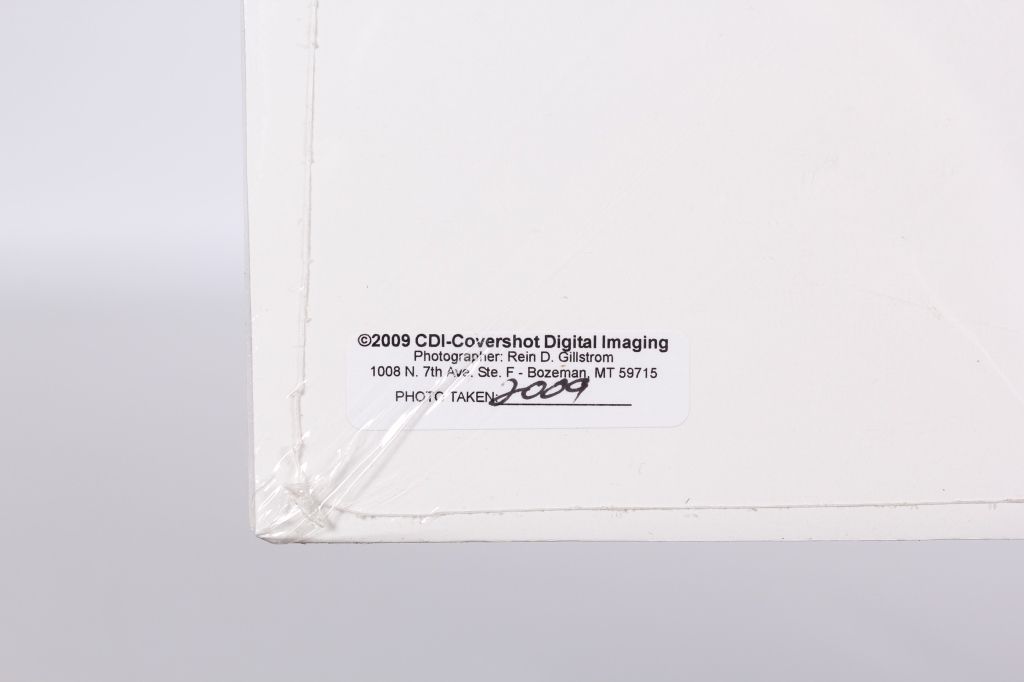 ©2009 CDI-Covershot Digital Imaging
Photographer: Rein D. Gillstrom
1008 N. 7th Ave. Ste. F - Bozeman, MT 59715
PHOTO TAKEN: 2009